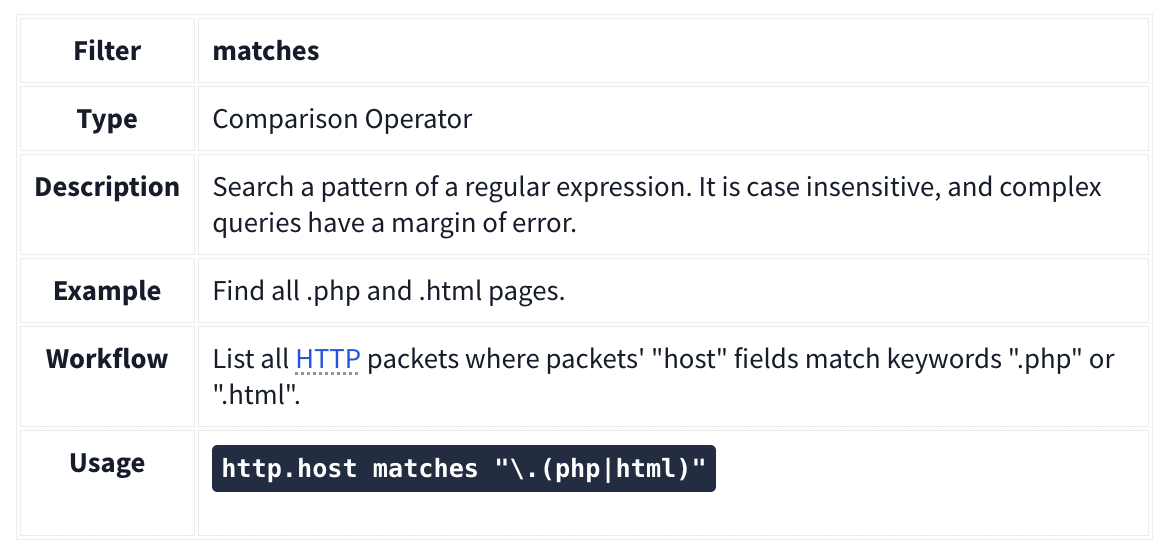 Filter
matches
Type
Comparison Operator
Description
Search a pattern of a regular expression. It is case insensitive, and complex
queries have a margin of error.
Example
Find all .php and .html pages.
Workflow
List all HTTP packets where packets' "host" fields match keywords ".php" or
".html".
Usage
http.host matches "\.(php|html)"